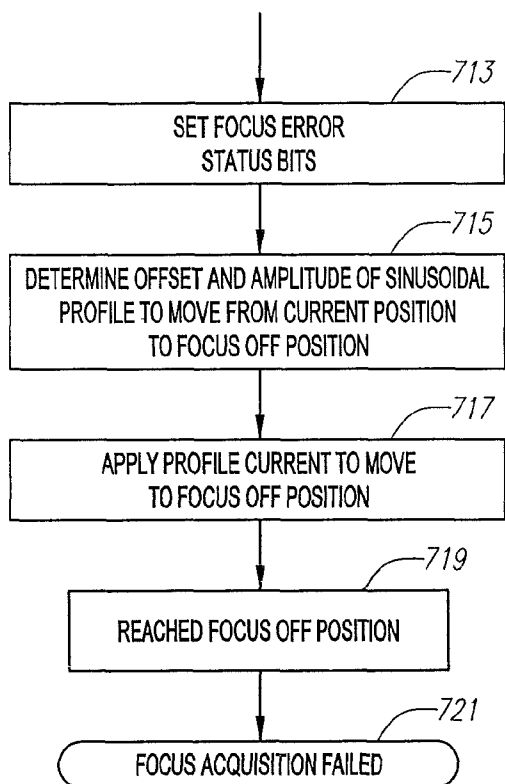 713
SET FOCUS ERROR
STATUS BITS
715
DETERMINE OFFSET AND AMPLITUDE OF SINUSOIDAL
PROFILE TO MOVE FROM CURRENT POSITION
TO FOCUS OFF POSITION
717
APPLY PROFILE CURRENT TO MOVE
TO FOCUS OFF POSITION
719
REACHED FOCUS OFF POSITION
721
FOCUS ACQUISITION FAILED